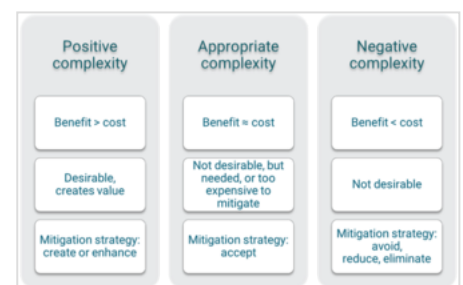 Positive
complexity
Benefit > cost
Desirable,
creates value
Mitigation strategy:
create or enhance
Appropriate
complexity
Benefit ≈ cost
Not desirable, but
needed, or too
expensive to
mitigate
Mitigation strategy:
accept
Negative
complexity
Benefit < cost
Not desirable
Mitigation strategy:
avoid,
reduce, eliminate